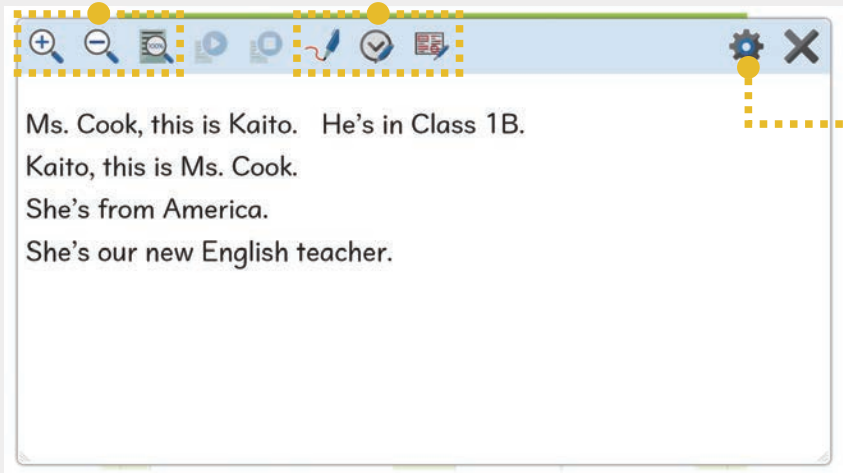 100%
Ms. Cook, this is Kaito. He's in Class 1B.
Kaito, this is Ms. Cook.
She's from America.
She's our new English teacher.